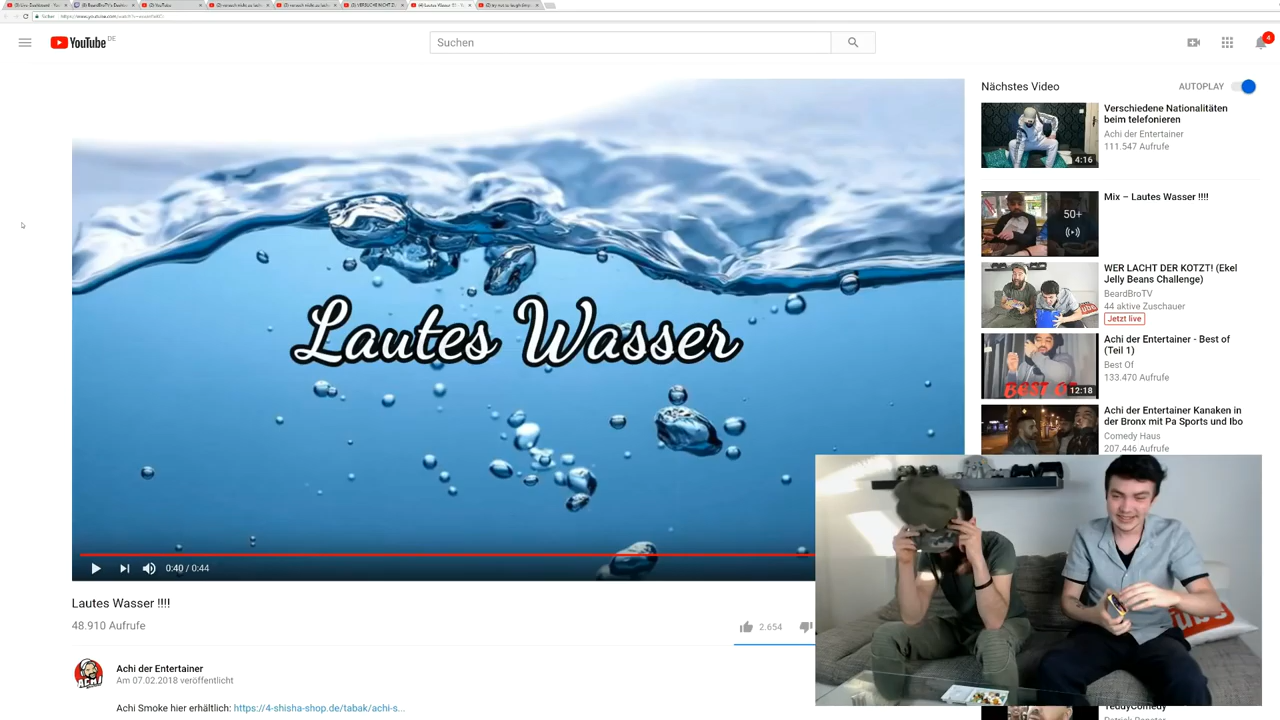 YouTube DE
Suchen
4
Lautes Wasser
0:40 / 0:44
Lautes Wasser !!!!
48.910 Aufrufe
2.654
Achi der Entertainer
Am 07.02.2018 veröffentlicht
Achi Smoke hier erhältlich: https://4-shisha-shop.de/tabak/achi-s...
Nächstes Video
AUTOPLAY
4:16
Verschiedene Nationalitäten
beim telefonieren
Achi der Entertainer
111.547 Aufrufe
50+
Mix – Lautes Wasser !!!!
WER LACHT DER KOTZT! (Ekel
Jelly Beans Challenge)
BeardBroTV
44 aktive Zuschauer
Jetzt live
BEST OF
12:18
Achi der Entertainer - Best of
(Teil 1)
Best Of
133.470 Aufrufe
Achi der Entertainer Kanaken in
der Bronx mit Pa Sports und Ibo
Comedy Haus
207.446 Aufrufe
TeddyComedy